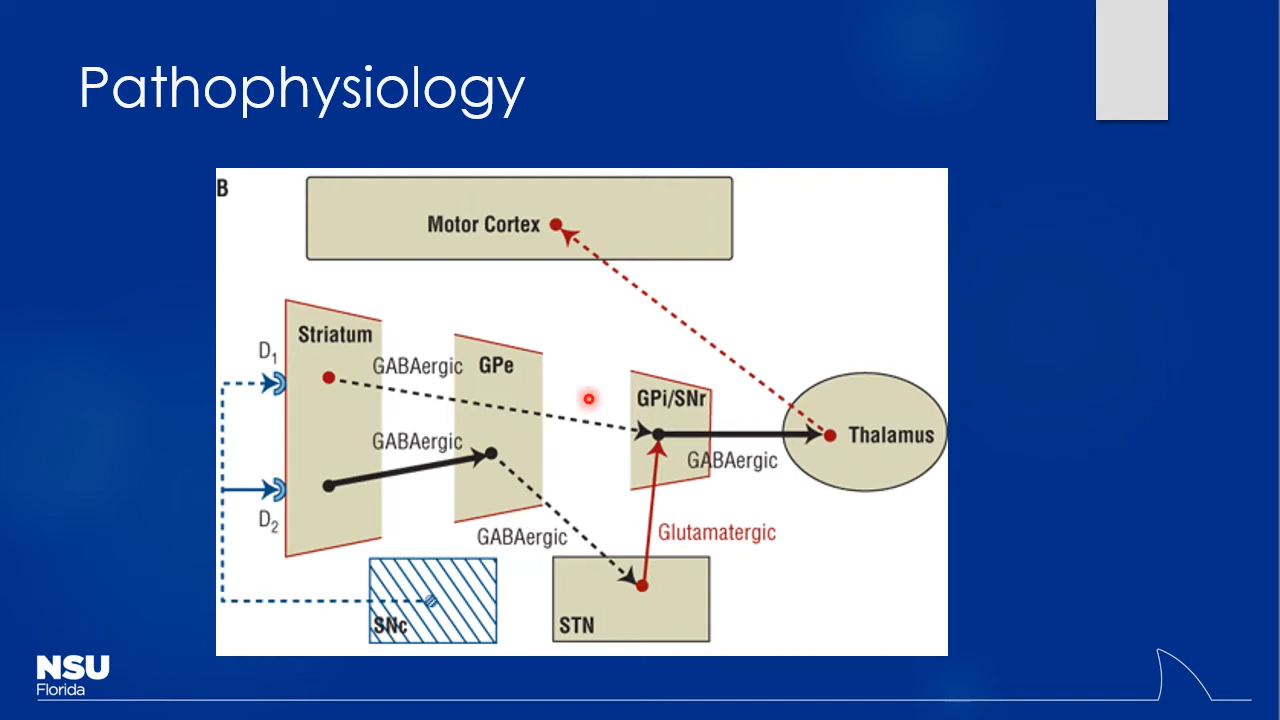 Pathophysiology
B
Motor Cortex
Striatum
D1
GABAergic
GPe
GPi/SNr
GABAergic
Thalamus
GABAergic
D2
GABAergic
Glutamatergic
SNc
STN
NSU
Florida